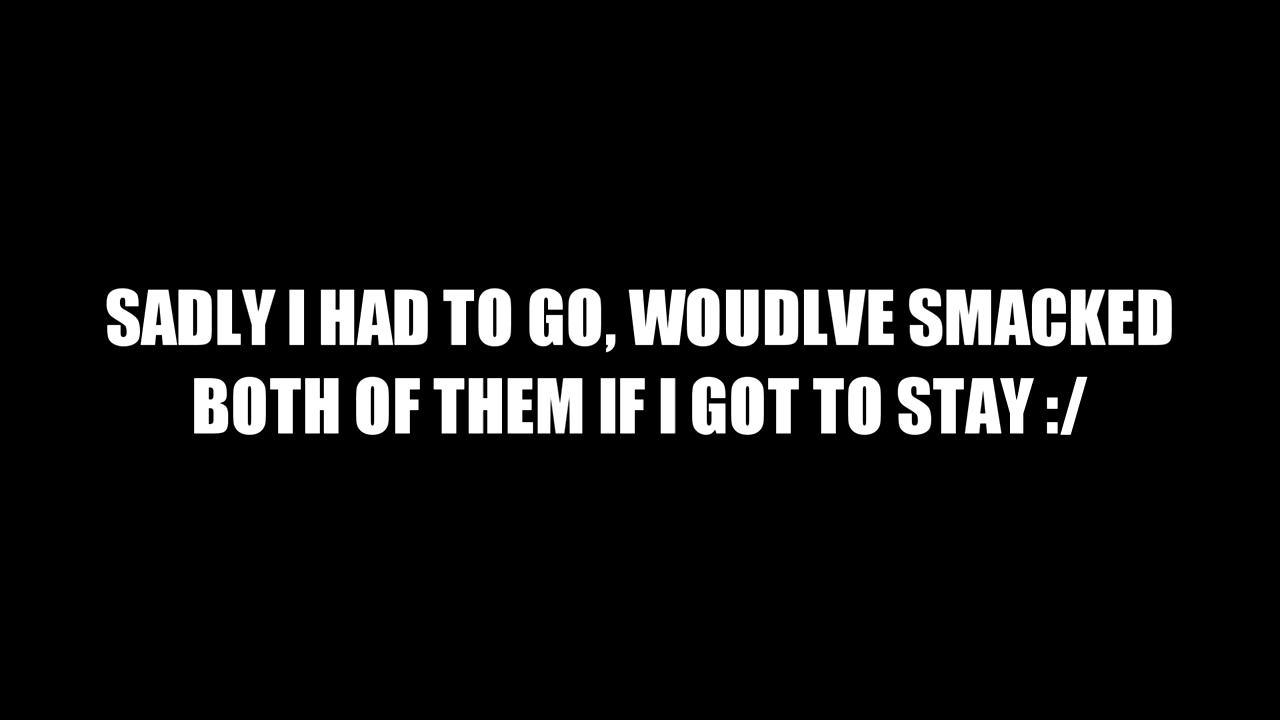 SADLY I HAD TO GO, WOUDLVE SMACKED
BOTH OF THEM IF I GOT TO STAY :/